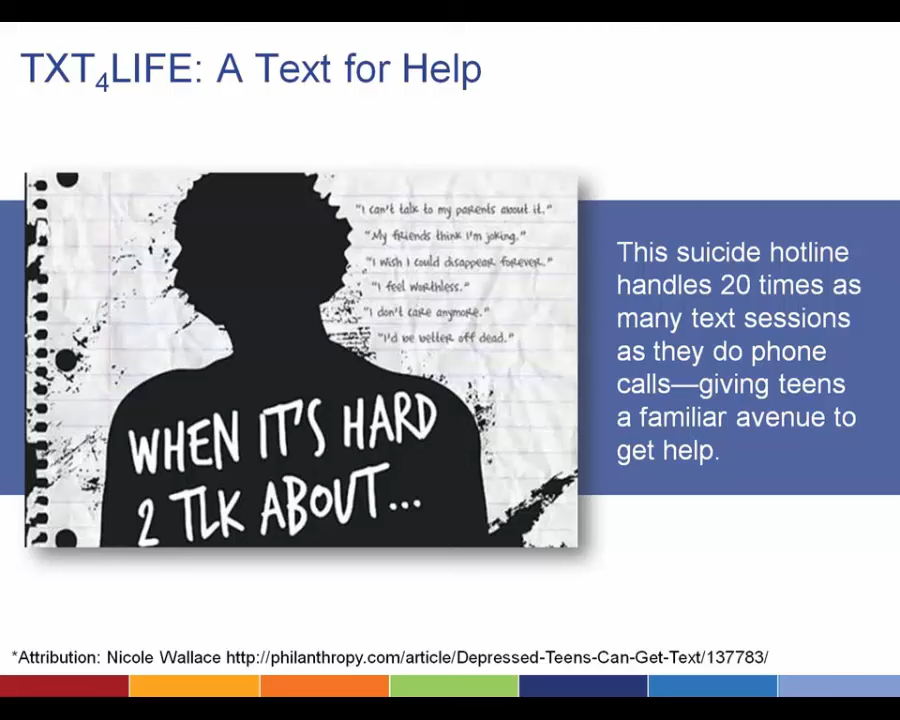 TXT4LIFE: A Text for Help
"I can't talk to my parents about it."
"My friends think I'm joking."
"I wish I could disappear forever."
"I feel worthless."
"I don't care anymore."
"I'd be better off dead."
WHEN IT'S HARD
2 TLK ABOUT...
This suicide hotline
handles 20 times as
many text sessions
as they do phone
calls—giving teens
a familiar avenue to
get help.
*Attribution: Nicole Wallace http://philanthropy.com/article/Depressed-Teens-Can-Get-Text/137783/